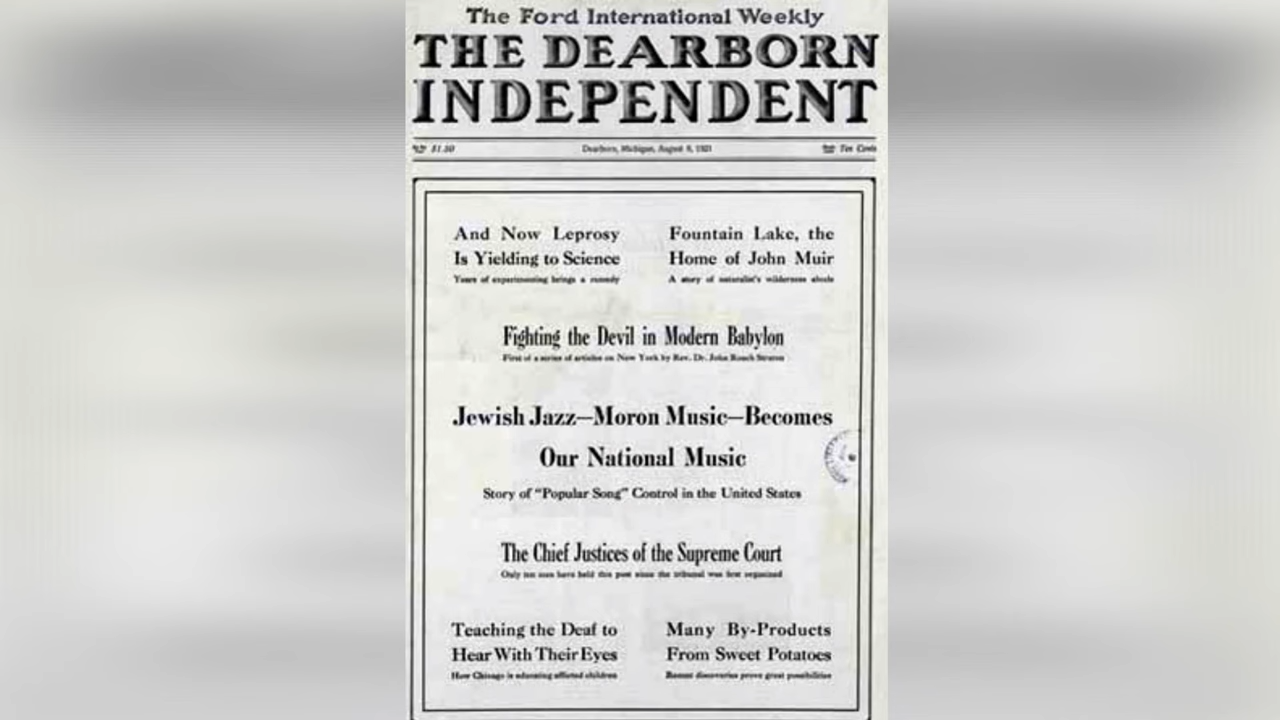 The Ford International Weekly
THE DEARBORN
INDEPENDENT
$1.50
Dearborn, Michigan, August 6, 1921
Ten Cents
And Now Leprosy
Is Yielding to Science
Years of experimenting brings a remedy
Fountain Lake, the
Home of John Muir
A story of naturalist's wilderness abode
Fighting the Devil in Modern Babylon
First of a series of articles on New York by Rev. Dr. John Roach Straton
Jewish Jazz—Moron Music—Becomes
Our National Music
Story of "Popular Song" Control in the United States
The Chief Justices of the Supreme Court
Only ten men have held this post since the tribunal was first organized
Teaching the Deaf to
Hear With Their Eyes
How Chicago is educating afflicted children
Many By-Products
From Sweet Potatoes
Recent discoveries prove great possibilities